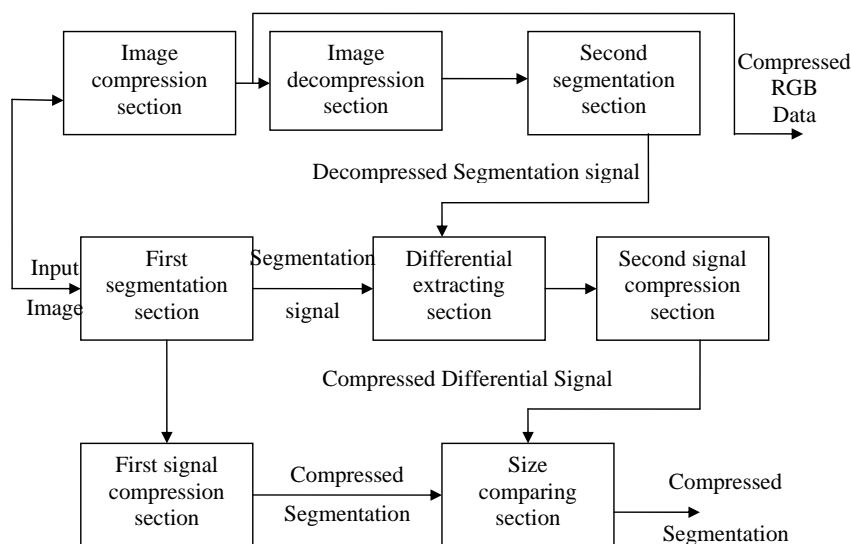 Image
compression
section
Image
decompression
section
Second
segmentation
section
Compressed
RGB
Data
Decompressed Segmentation signal
Input
Image
First
segmentation
section
Segmentation
signal
Differential
extracting
section
Second signal
compression
section
Compressed Differential Signal
First signal
compression
section
Compressed
Segmentation
Size
comparing
section
Compressed
Segmentation